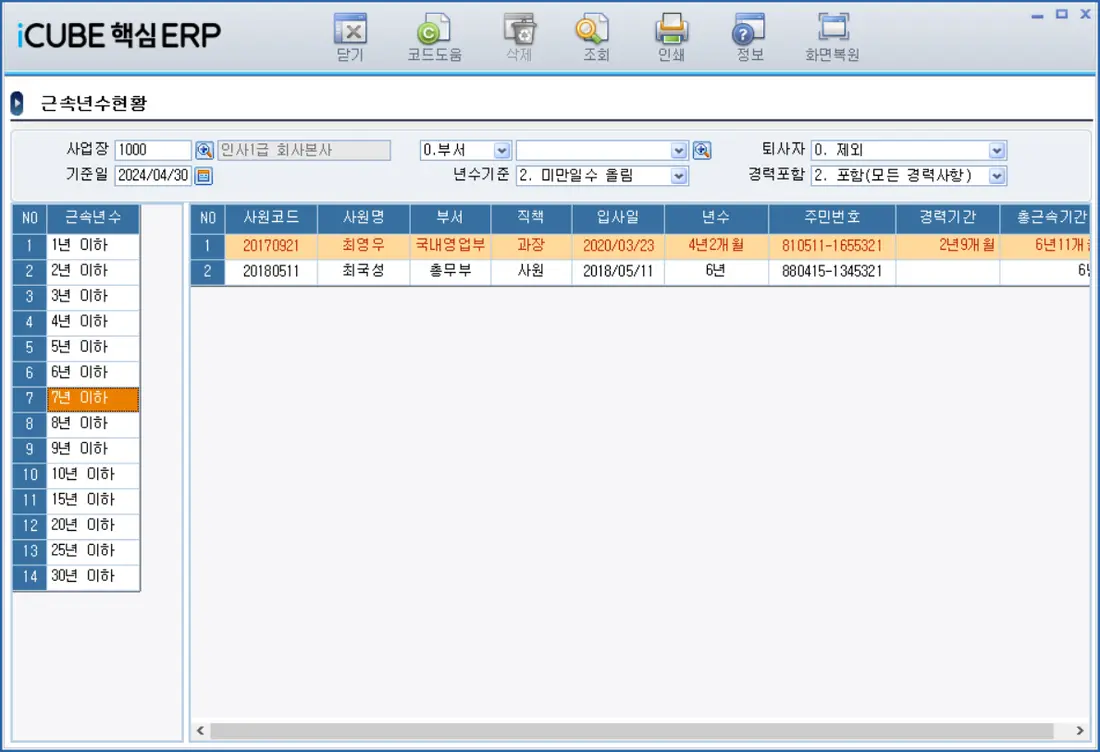 iCUBE 핵심 ERP
닫기 코드도움 삭제 조회 인쇄 정보 화면복원
근속년수현황
사업장 1000 인사1급 회사본사 0.부서 퇴사자 0. 제외
기준일 2024/04/30 년수기준 2. 미만일수 올림 경력포함 2. 포함(모든 경력사항)
NO 근속년수
1 1년 이하
2 2년 이하
3 3년 이하
4 4년 이하
5 5년 이하
6 6년 이하
7 7년 이하
8 8년 이하
9 9년 이하
10 10년 이하
11 15년 이하
12 20년 이하
13 25년 이하
14 30년 이하
NO 사원코드 사원명 부서 직책 입사일 년수 주민번호 경력기간 총근속기간
1 20170921 최영우 국내영업부 과장 2020/03/23 4년2개월 810511-1655321 2년9개월 6년11개
2 20180511 최국성 총무부 사원 2018/05/11 6년 880415-1345321 6